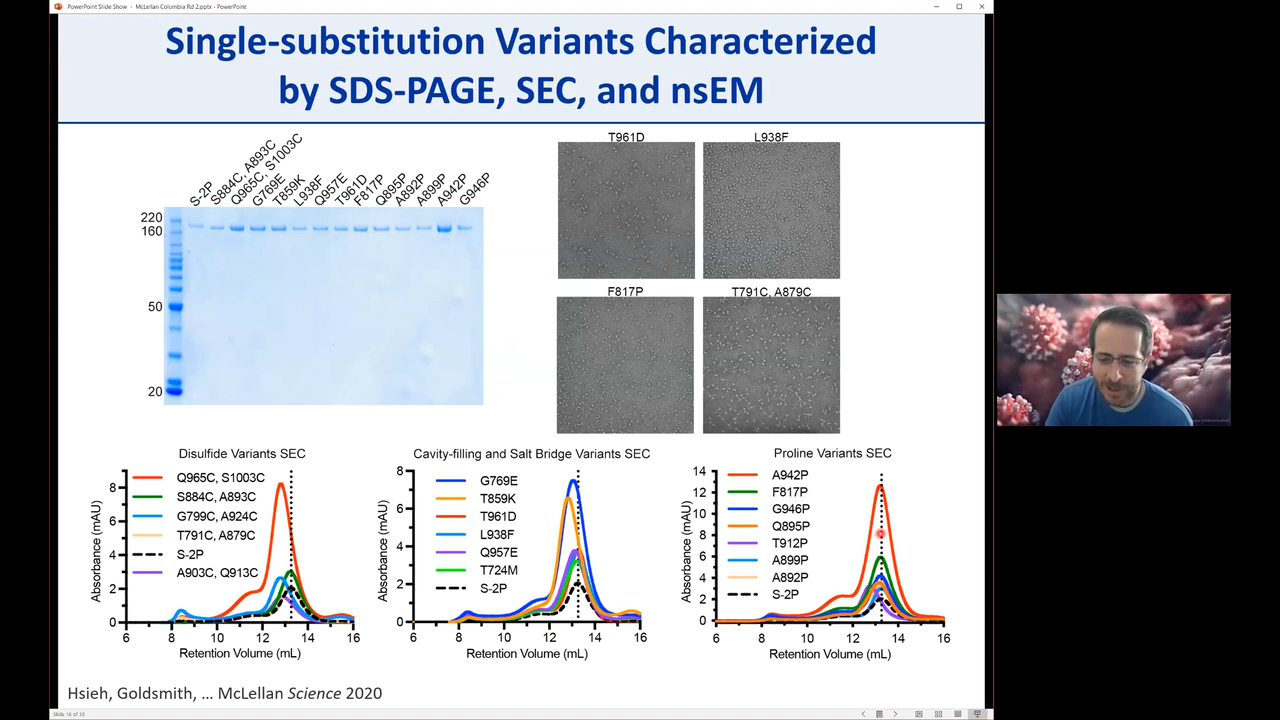 PowerPoint Slide Show - McLellan Columbia Rd 2.pptx - PowerPoint
Single-substitution Variants Characterized
by SDS-PAGE, SEC, and nsEM
S-2P
S884C, A893C
Q965C, S1003C
G769E
T859K
L938F
Q957E
T961D
F817P
Q895P
A892P
A899P
A942P
G946P
220
160
50
20
T961D
L938F
F817P
T791C, A879C
Disulfide Variants SEC
Absorbance (mAU)
8
6
4
2
0
Q965C, S1003C
S884C, A893C
G799C, A924C
T791C, A879C
S-2P
A903C, Q913C
6 8 10 12 14 16
Retention Volume (mL)
Cavity-filling and Salt Bridge Variants SEC
Absorbance (mAU)
8
6
4
2
0
G769E
T859K
T961D
L938F
Q957E
T724M
S-2P
6 8 10 12 14 16
Retention Volume (mL)
Proline Variants SEC
Absorbance (mAU)
14
12
10
8
6
4
2
0
A942P
F817P
G946P
Q895P
T912P
A899P
A892P
S-2P
6 8 10 12 14 16
Retention Volume (mL)
Hsieh, Goldsmith, ... McLellan Science 2020
Slide 16 of 33